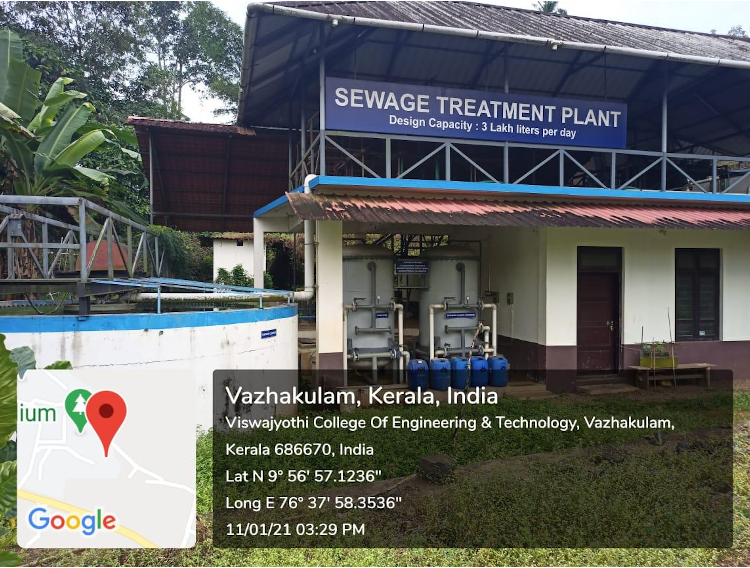 SEWAGE TREATMENT PLANT
Design Capacity : 3 Lakh liters per day
ium
Google
Vazhakulam, Kerala, India
Viswajyothi College Of Engineering & Technology, Vazhakulam,
Kerala 686670, India
Lat N 9° 56' 57.1236"
Long E 76° 37' 58.3536"
11/01/21 03:29 PM